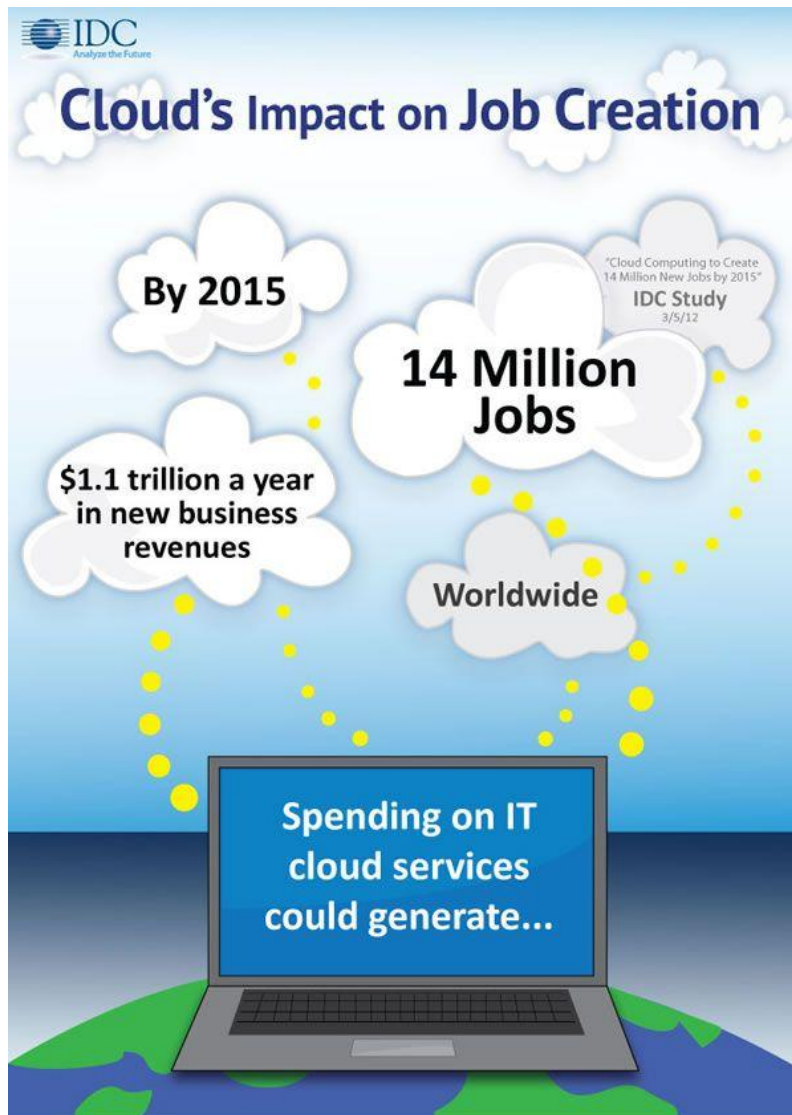 IDC
Analyze the Future
Cloud's Impact on Job Creation
By 2015
"Cloud Computing to Create
14 Million New Jobs by 2015"
IDC Study
3/5/12
14 Million
Jobs
$1.1 trillion a year
in new business
revenues
Worldwide
Spending on IT
cloud services
could generate...